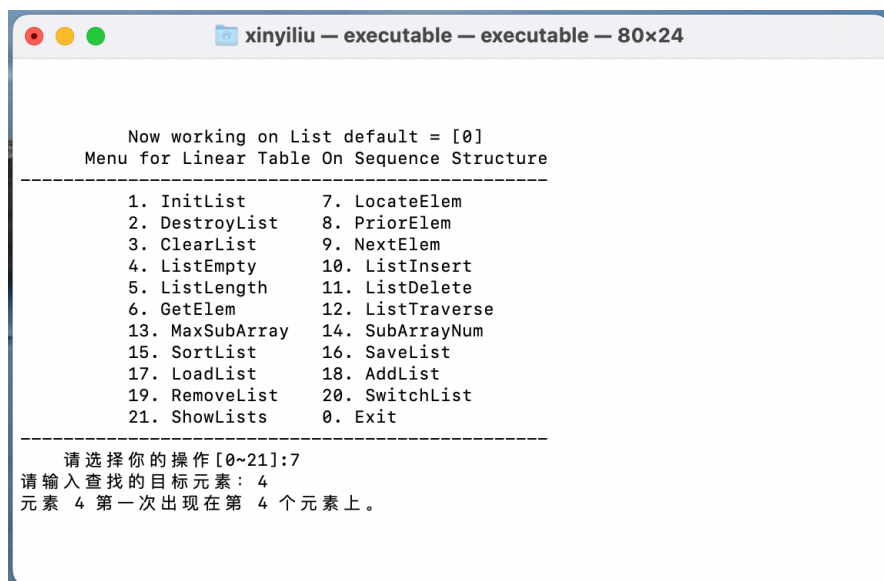 xinyiliu — executable — executable — 80×24
Now working on List default = [0]
Menu for Linear Table On Sequence Structure
-------------------------------------------------
1. InitList 7. LocateElem
2. DestroyList 8. PriorElem
3. ClearList 9. NextElem
4. ListEmpty 10. ListInsert
5. ListLength 11. ListDelete
6. GetElem 12. ListTraverse
13. MaxSubArray 14. SubArrayNum
15. SortList 16. SaveList
17. LoadList 18. AddList
19. RemoveList 20. SwitchList
21. ShowLists 0. Exit
-------------------------------------------------
请选择你的操作[0~21]:7
请输入查找的目标元素：4
元素 4 第一次出现在第 4 个元素上。